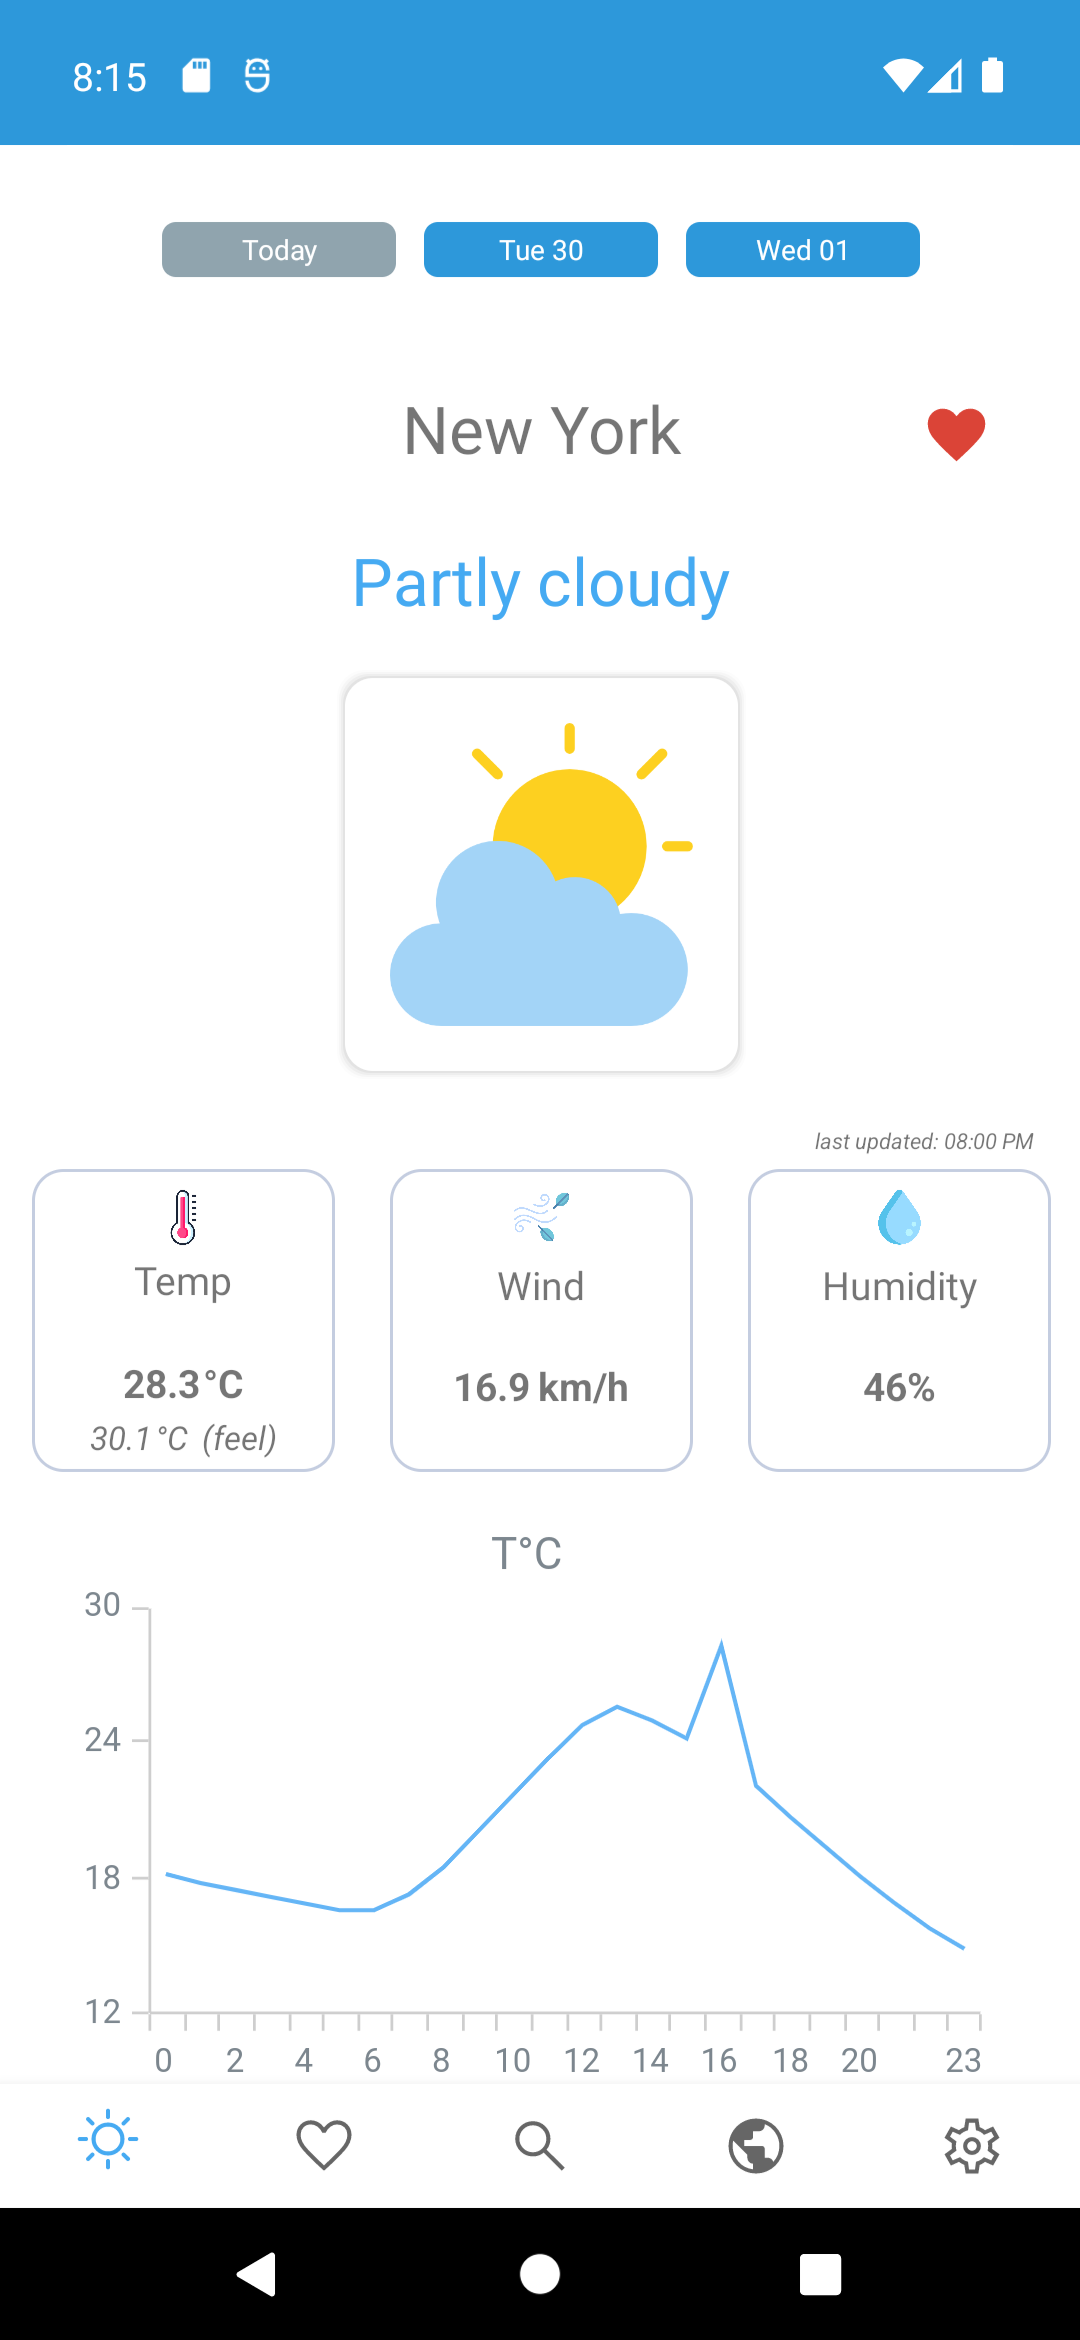 8:15
Today Tue 30 Wed 01
New York
Partly cloudy
last updated: 08:00 PM
Temp Wind Humidity
28.3°C 16.9 km/h 46%
30.1°C (feel)
T°C
30
24
18
12
0 2 4 6 8 10 12 14 16 18 20 23